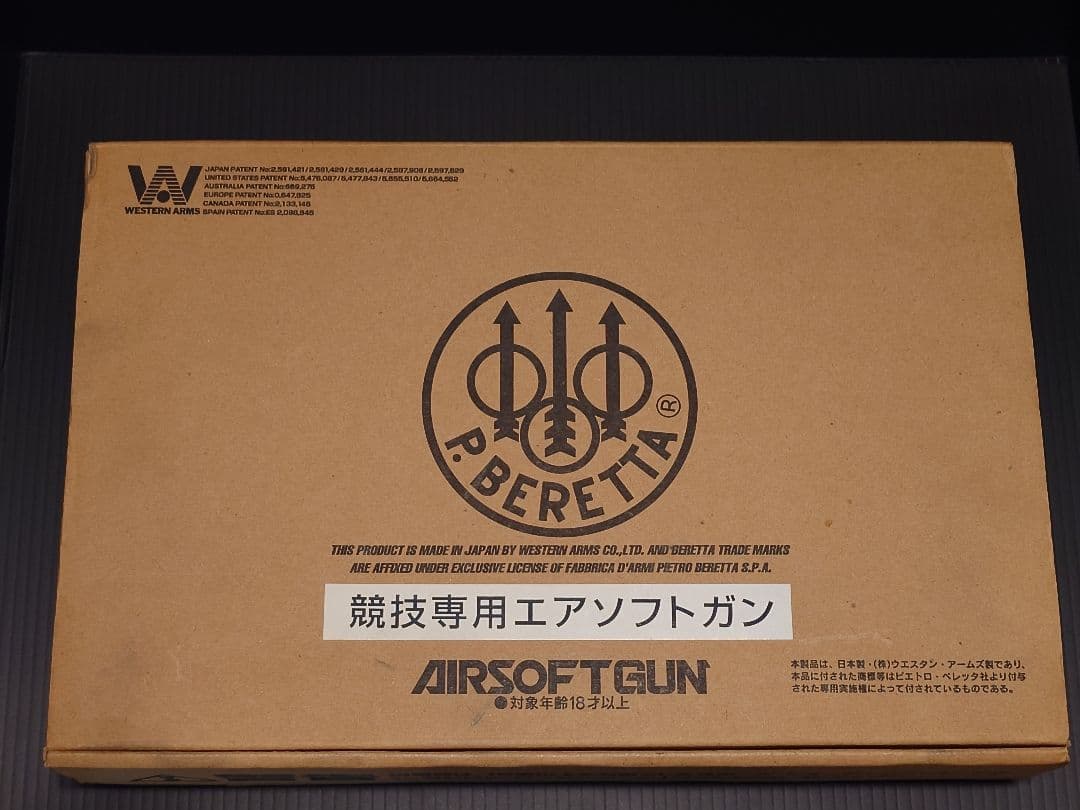 JAPAN PATENT No:2,561,421/2,561,429/2,561,444/2,597,906/2,597,929
UNITED STATES PATENT No:5,476,087/5,477,843/5,655,510/5,664,552
AUSTRALIA PATENT No:669,275
EUROPE PATENT No:0,647,825
CANADA PATENT No:2,133,146
WESTERN ARMS
SPAIN PATENT No:ES 2,098,845
P. BERETTA ®
THIS PRODUCT IS MADE IN JAPAN BY WESTERN ARMS CO.,LTD. AND BERETTA TRADE MARKS
ARE AFFIXED UNDER EXCLUSIVE LICENSE OF FABBRICA D'ARMI PIETRO BERETTA S.P.A.
競技専用エアソフトガン
AIRSOFTGUN
●対象年齢18才以上
本製品は、日本製・(株)ウエスタン・アームズ製であり、
本品に付された商標等はピエトロ・ベレッタ社より付与
された専用実施権によって付されているものである。